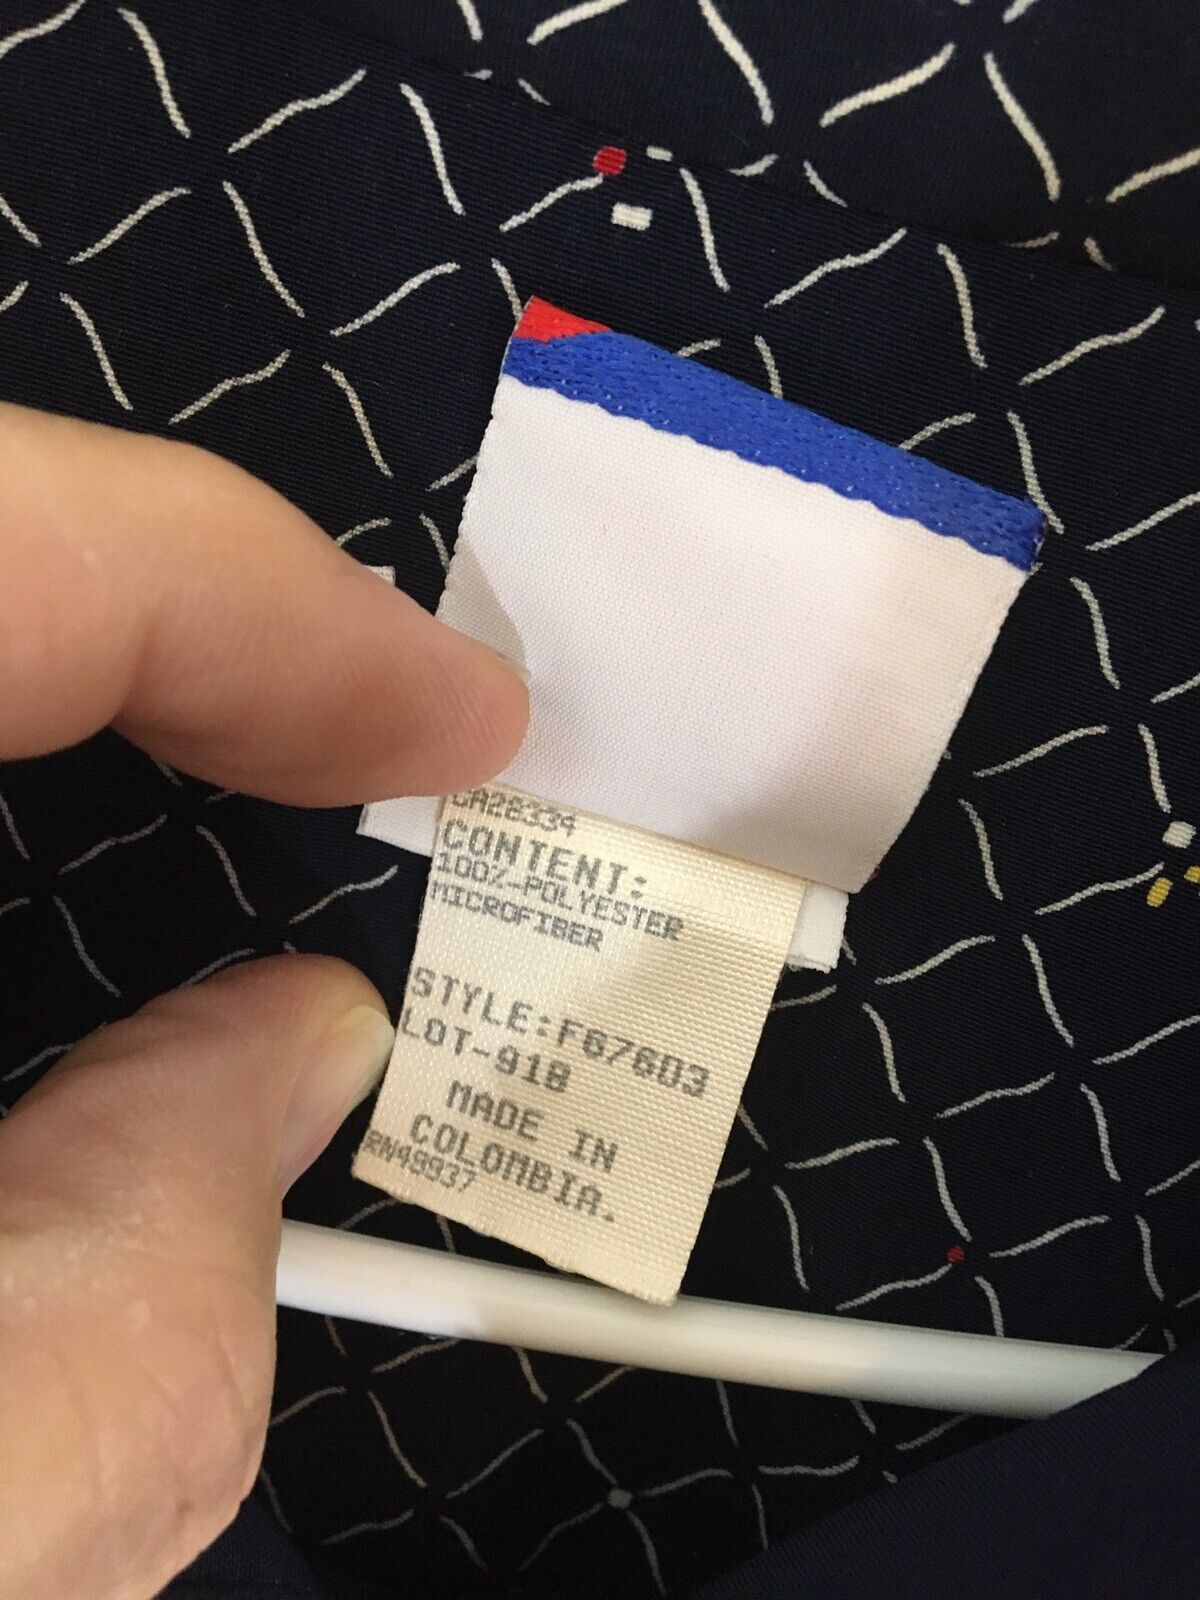 CA28334
CONTENT:
100%-POLYESTER
MICROFIBER
STYLE:F67603
LOT-918
MADE IN
COLOMBIA.
RN49937